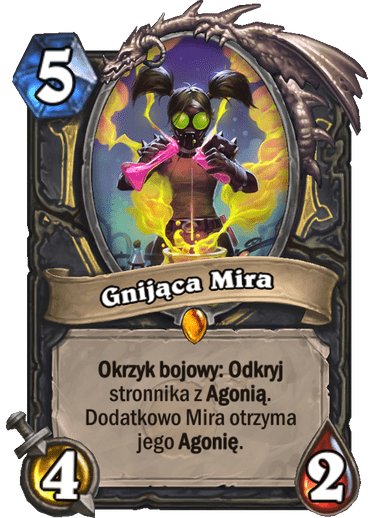 5
Gnijąca Mira
Okrzyk bojowy: Odkryj
stronnika z Agonią.
Dodatkowo Mira otrzyma
jego Agonię.
4
2